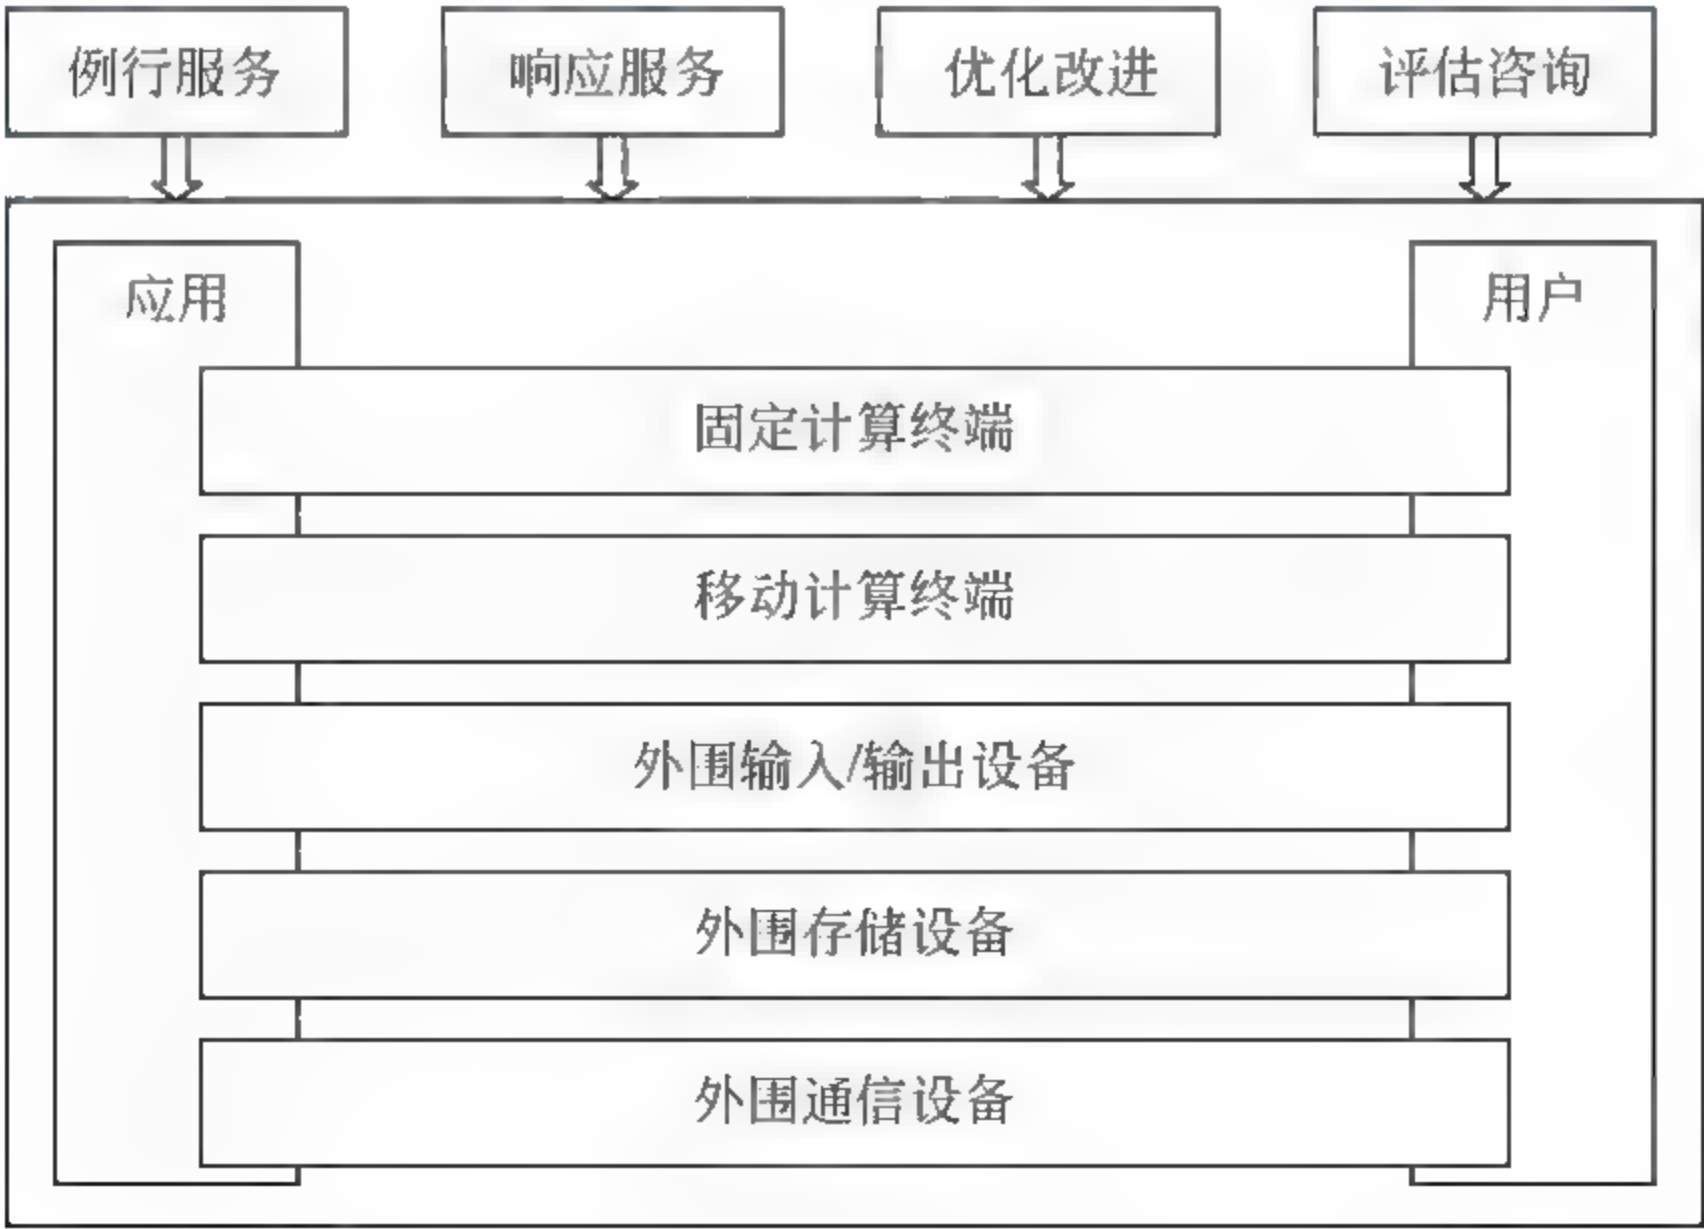 例行服务
响应服务
优化改进
评估咨询
应用
用户
固定计算终端
移动计算终端
外围输入/输出设备
外围存储设备
外围通信设备